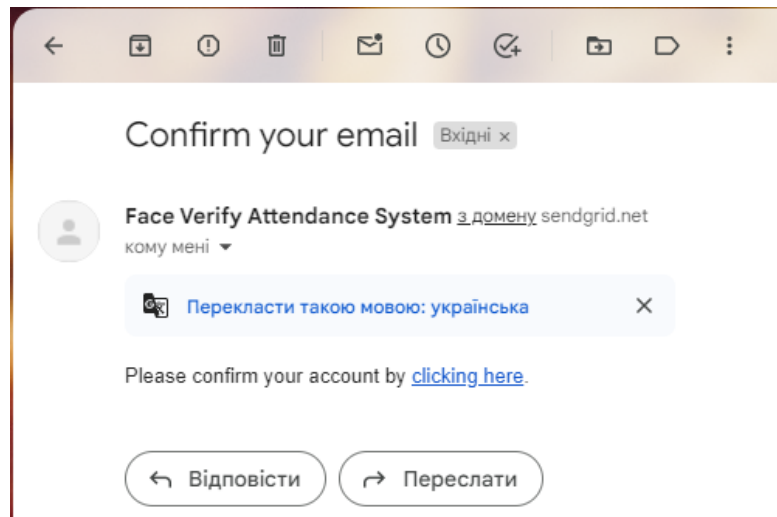 Confirm your email Вхідні ×
Face Verify Attendance System з домену sendgrid.net
кому мені
Перекласти такою мовою: українська
Please confirm your account by clicking here.
Відповісти Переслати